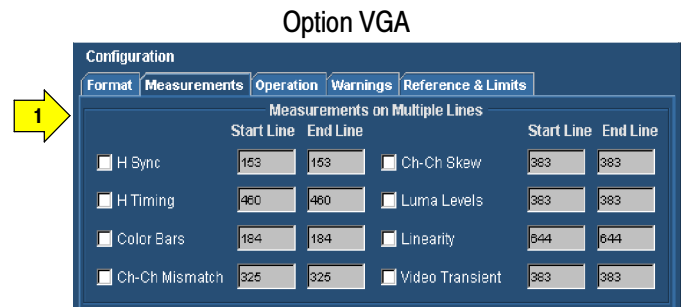 Option VGA
Configuration
Format Measurements Operation Warnings Reference & Limits
1
Measurements on Multiple Lines
Start Line End Line Start Line End Line
H Sync 153 153 Ch-Ch Skew 383 383
H Timing 460 460 Luma Levels 383 383
Color Bars 184 184 Linearity 644 644
Ch-Ch Mismatch 325 325 Video Transient 383 383